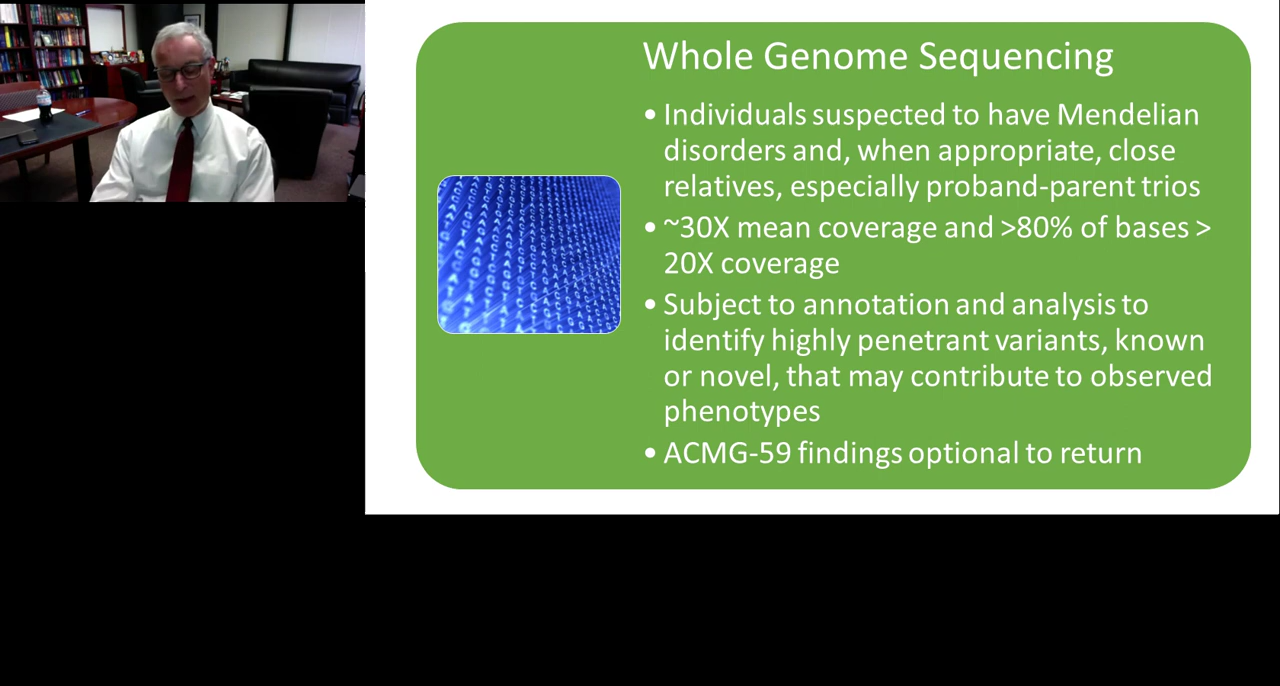 Whole Genome Sequencing
• Individuals suspected to have Mendelian
disorders and, when appropriate, close
relatives, especially proband-parent trios
• ~30X mean coverage and >80% of bases >
20X coverage
• Subject to annotation and analysis to
identify highly penetrant variants, known
or novel, that may contribute to observed
phenotypes
• ACMG-59 findings optional to return